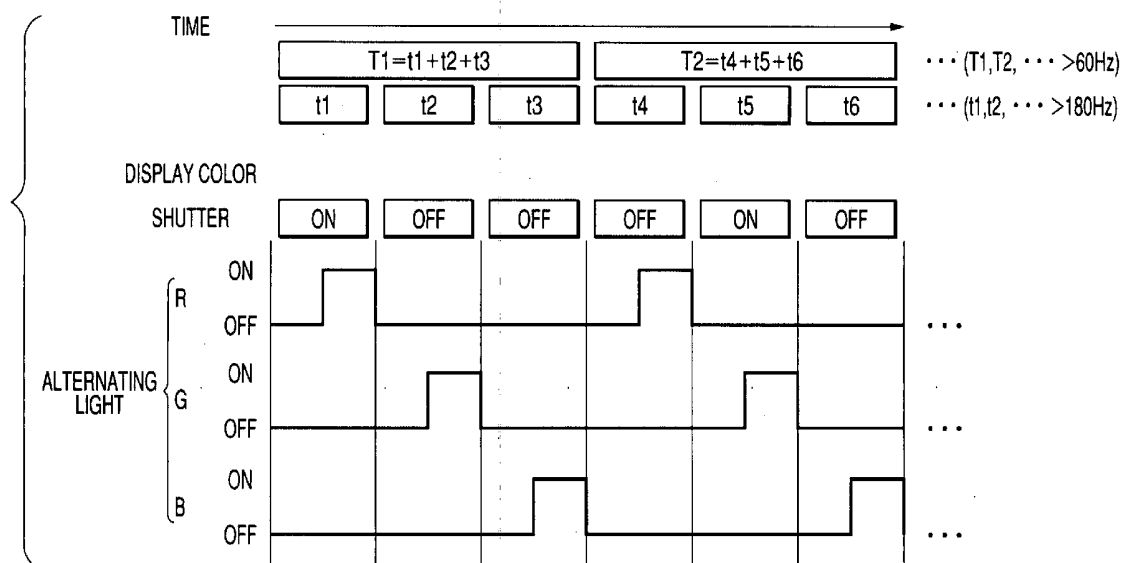 TIME
T1=t1+t2+t3 T2=t4+t5+t6 ··· (T1,T2, ··· >60Hz)
t1 t2 t3 t4 t5 t6 ··· (t1,t2, ··· >180Hz)
DISPLAY COLOR
SHUTTER ON OFF OFF OFF ON OFF
ALTERNATING
LIGHT
R ON
OFF ···
G ON
OFF ···
B ON
OFF ···